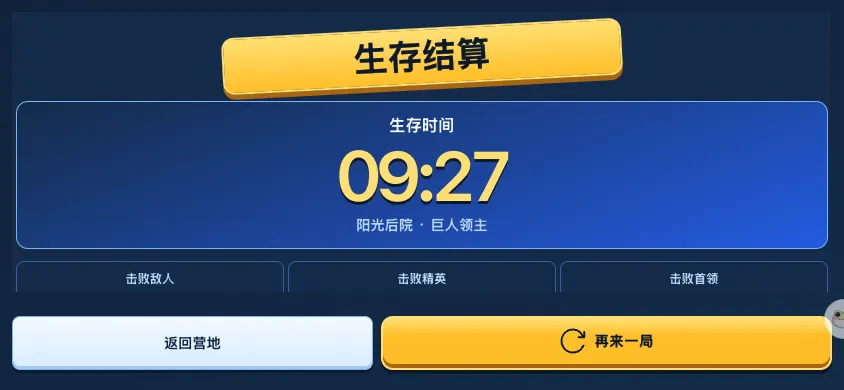 生存结算
生存时间
09:27
阳光后院 · 巨人领主
击败敌人
击败精英
击败首领
返回营地
再来一局